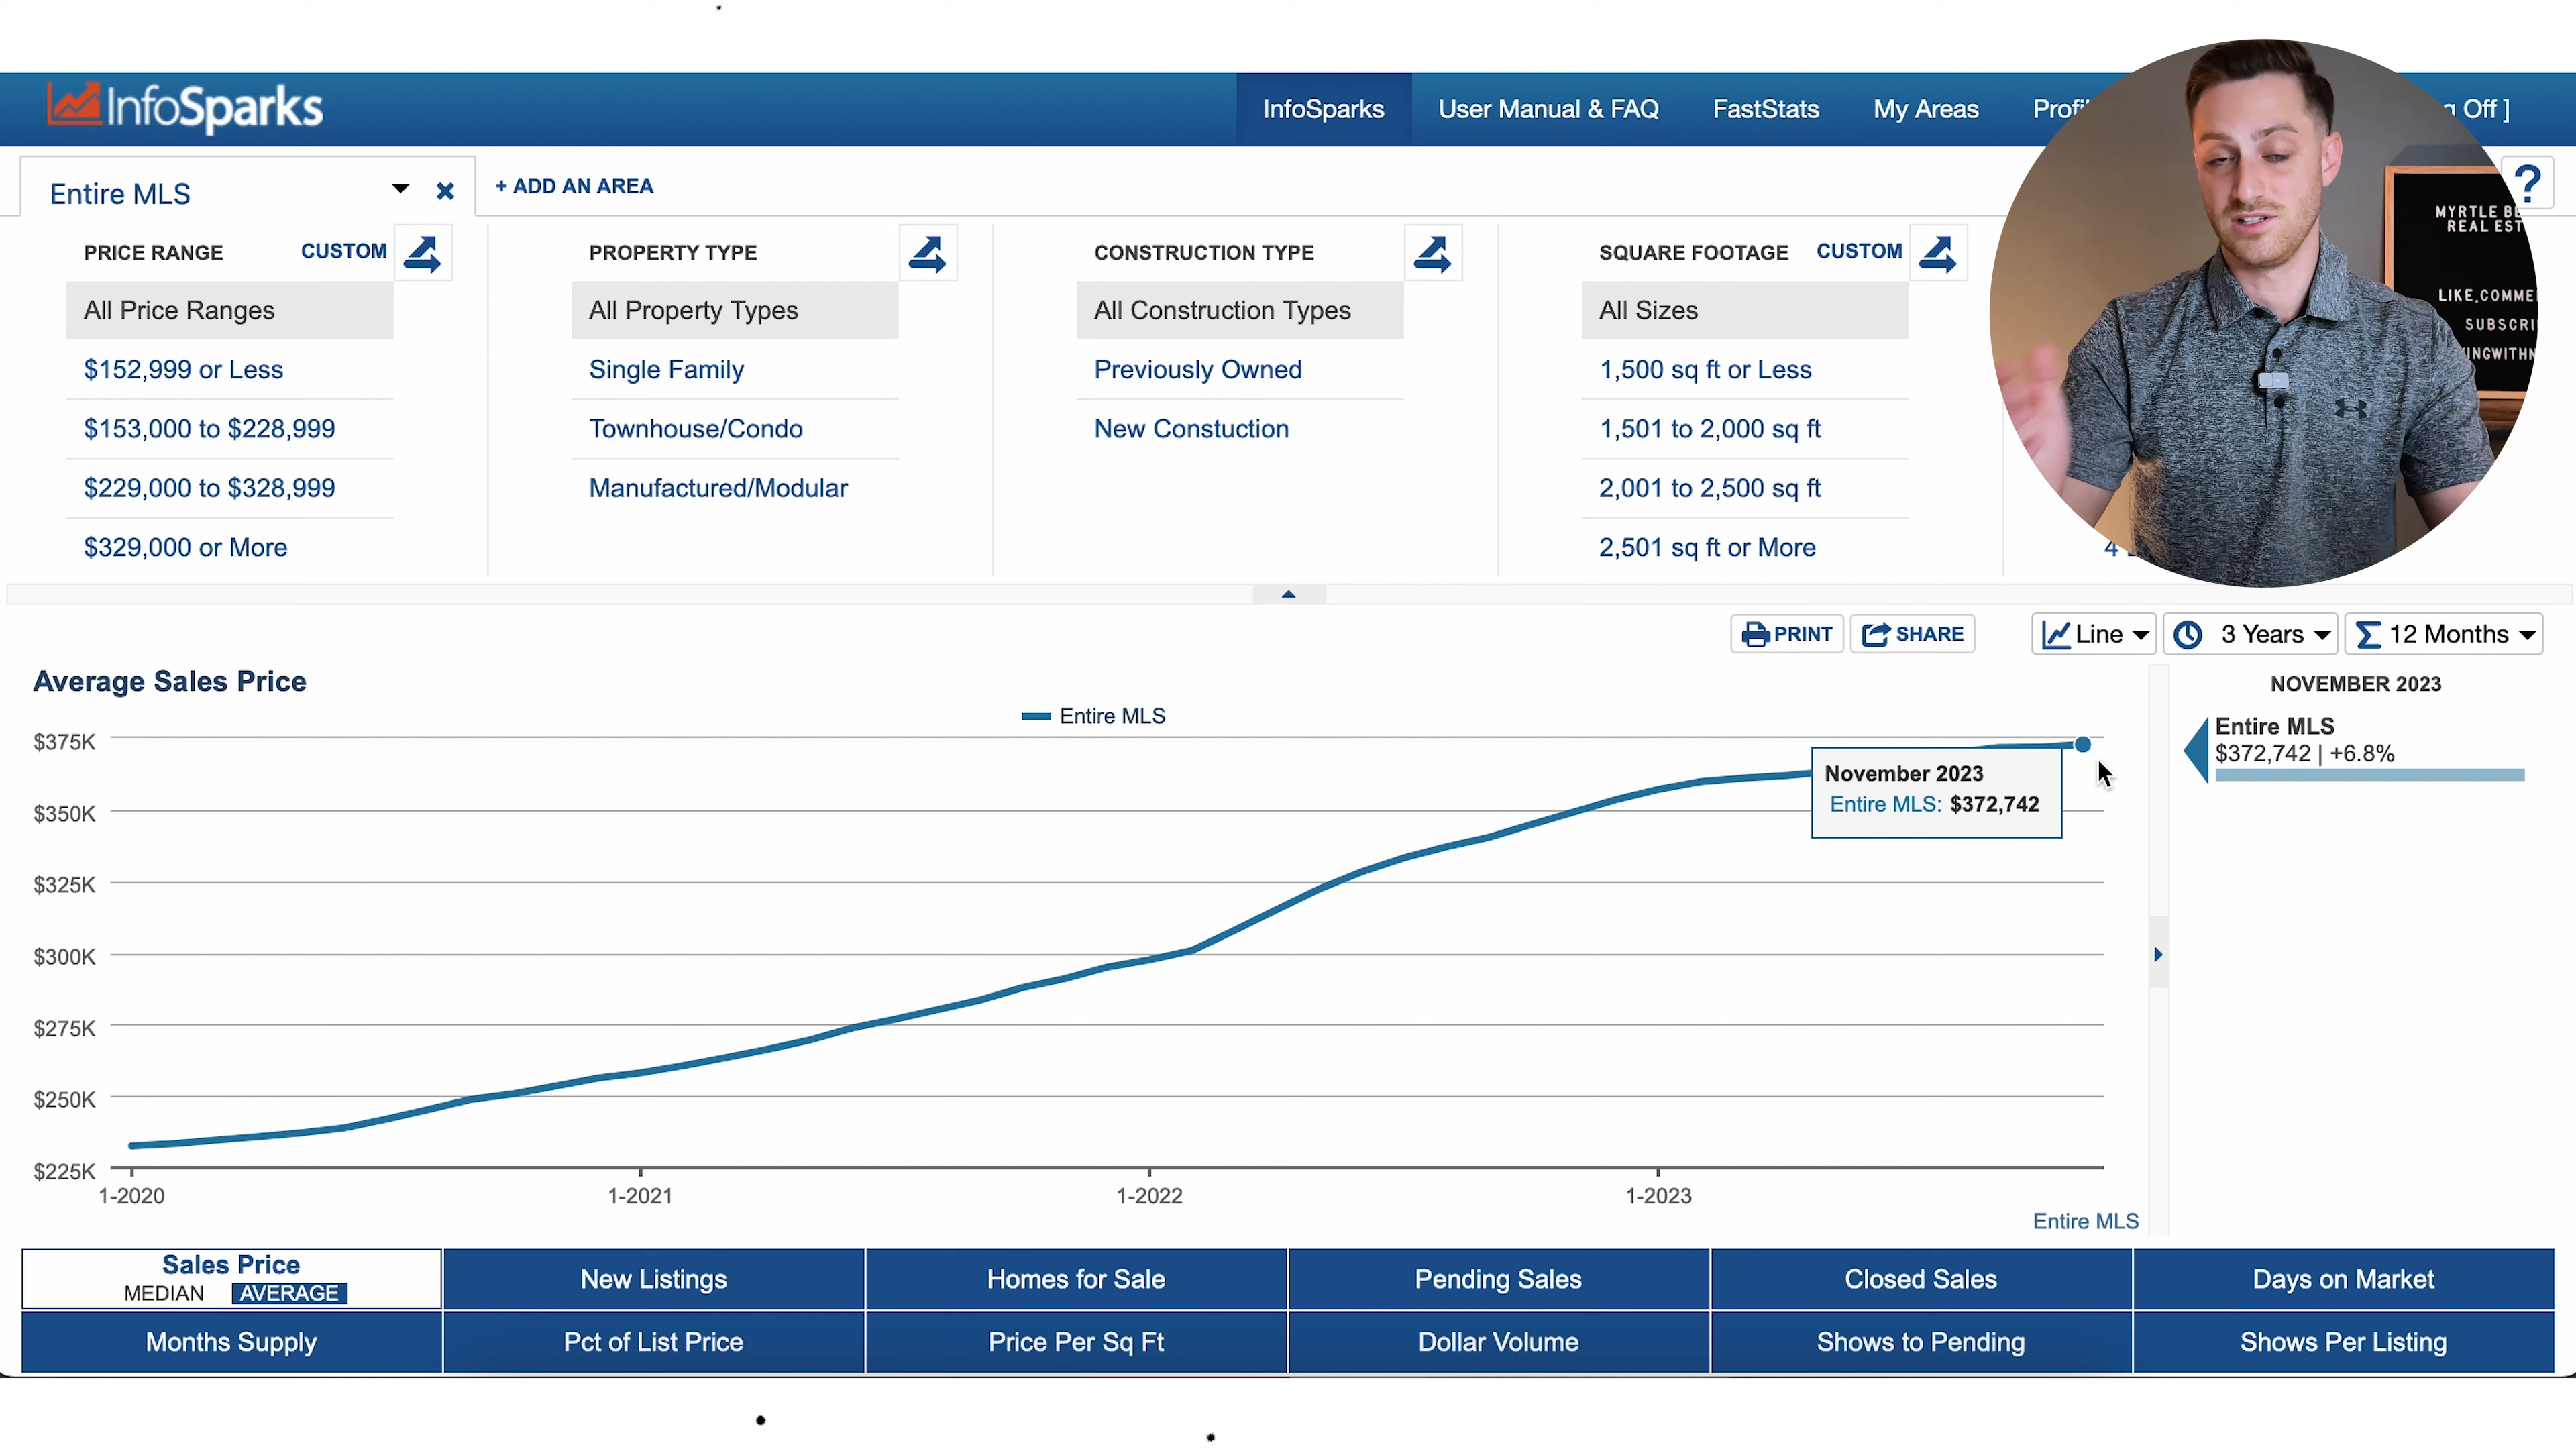 InfoSparks
InfoSparks
User Manual & FAQ
FastStats
My Areas
Off ]
Entire MLS
+ ADD AN AREA
?
PRICE RANGE CUSTOM
All Price Ranges
$152,999 or Less
$153,000 to $228,999
$229,000 to $328,999
$329,000 or More
PROPERTY TYPE
All Property Types
Single Family
Townhouse/Condo
Manufactured/Modular
CONSTRUCTION TYPE
All Construction Types
Previously Owned
New Constuction
SQUARE FOOTAGE CUSTOM
All Sizes
1,500 sq ft or Less
1,501 to 2,000 sq ft
2,001 to 2,500 sq ft
2,501 sq ft or More
4
MYRTLE
REAL
LIKE,
PRINT
SHARE
Line
3 Years
12 Months
Average Sales Price
Entire MLS
$375K
$350K
$325K
$300K
$275K
$250K
$225K
1-2020
1-2021
1-2022
1-2023
November 2023
Entire MLS: $372,742
Entire MLS
NOVEMBER 2023
Entire MLS
$372,742 | +6.8%
Sales Price
MEDIAN AVERAGE
New Listings
Homes for Sale
Pending Sales
Closed Sales
Days on Market
Months Supply
Pct of List Price
Price Per Sq Ft
Dollar Volume
Shows to Pending
Shows Per Listing